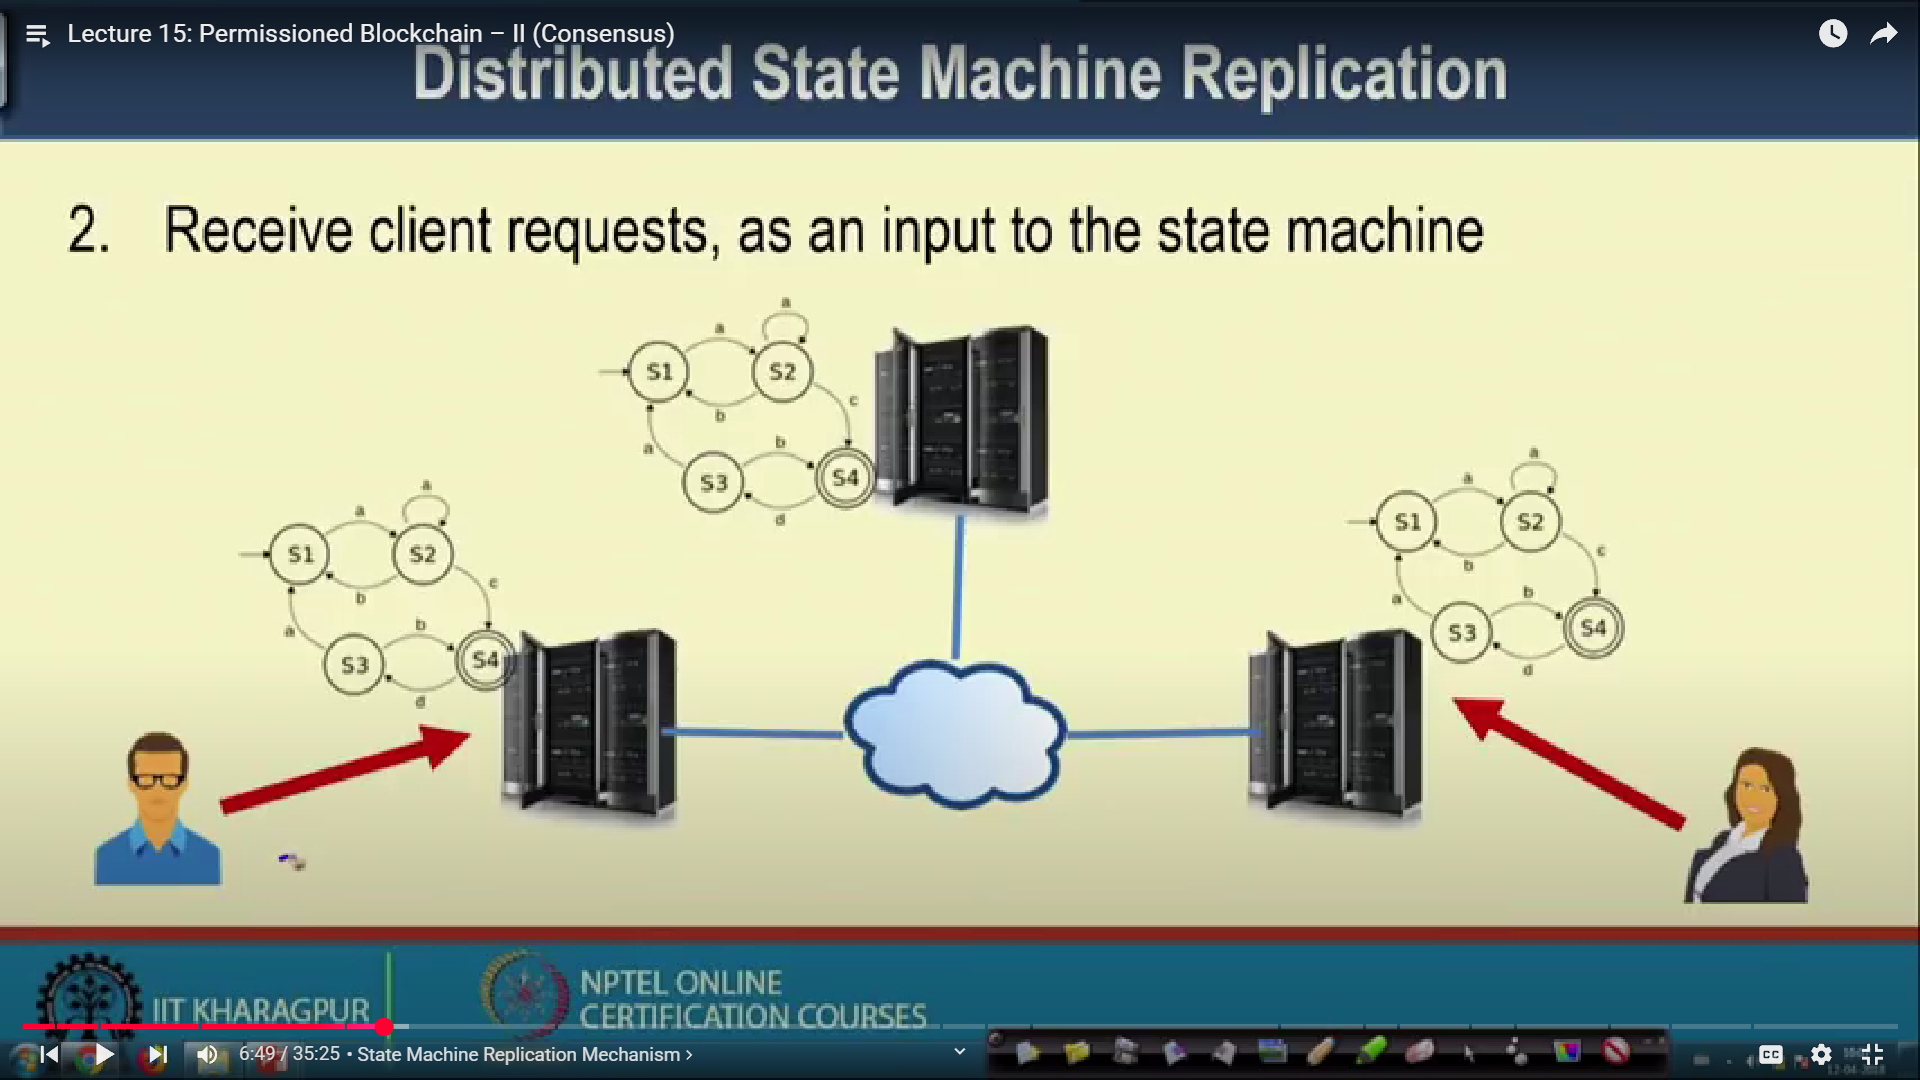 Lecture 15: Permissioned Blockchain – II (Consensus)
Distributed State Machine Replication
2. Receive client requests, as an input to the state machine
a
a
S1
S2
b
c
a
b
S3
S4
d
a
a
S1
S2
b
c
a
b
S3
S4
d
a
a
S1
S2
b
c
a
b
S3
S4
d
IIT KHARAGPUR
NPTEL ONLINE
CERTIFICATION COURSES
6:49 / 35:25 • State Machine Replication Mechanism ›
CC